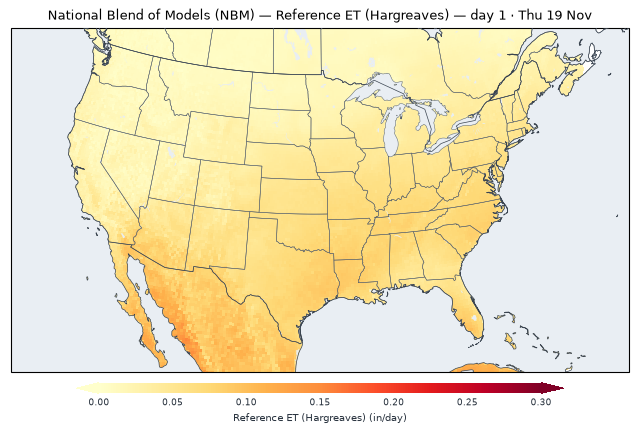 National Blend of Models (NBM) — Reference ET (Hargreaves) — day 1 · Thu 19 Nov
0.00 0.05 0.10 0.15 0.20 0.25 0.30
Reference ET (Hargreaves) (in/day)